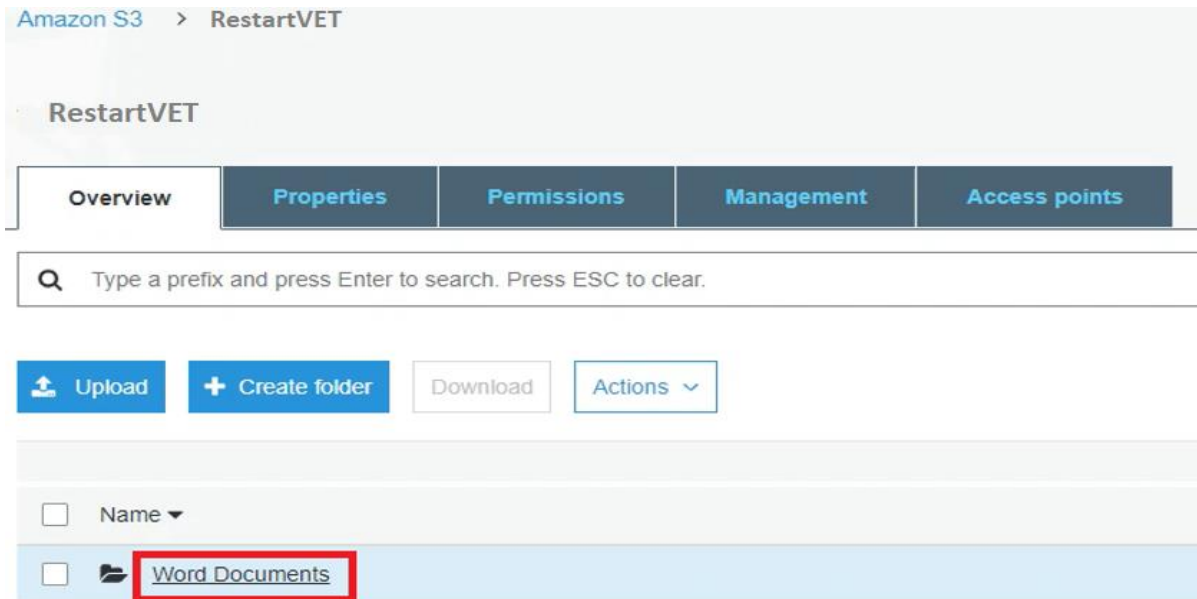 Amazon S3 > RestartVET
RestartVET
Overview Properties Permissions Management Access points
Type a prefix and press Enter to search. Press ESC to clear.
Upload + Create folder Download Actions
Name
Word Documents